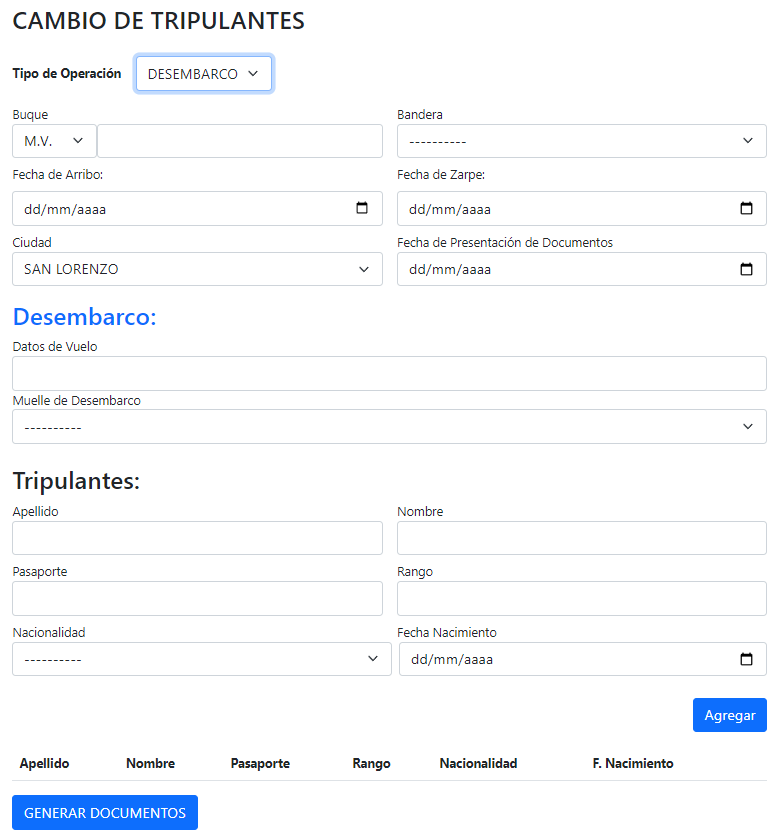 CAMBIO DE TRIPULANTES
Tipo de Operación DESEMBARCO
Buque Bandera
M.V. ----------
Fecha de Arribo: Fecha de Zarpe:
dd/mm/aaaa dd/mm/aaaa
Ciudad Fecha de Presentación de Documentos
SAN LORENZO dd/mm/aaaa
Desembarco:
Datos de Vuelo
Muelle de Desembarco
----------
Tripulantes:
Apellido Nombre
Pasaporte Rango
Nacionalidad Fecha Nacimiento
---------- dd/mm/aaaa
Agregar
Apellido Nombre Pasaporte Rango Nacionalidad F. Nacimiento
GENERAR DOCUMENTOS